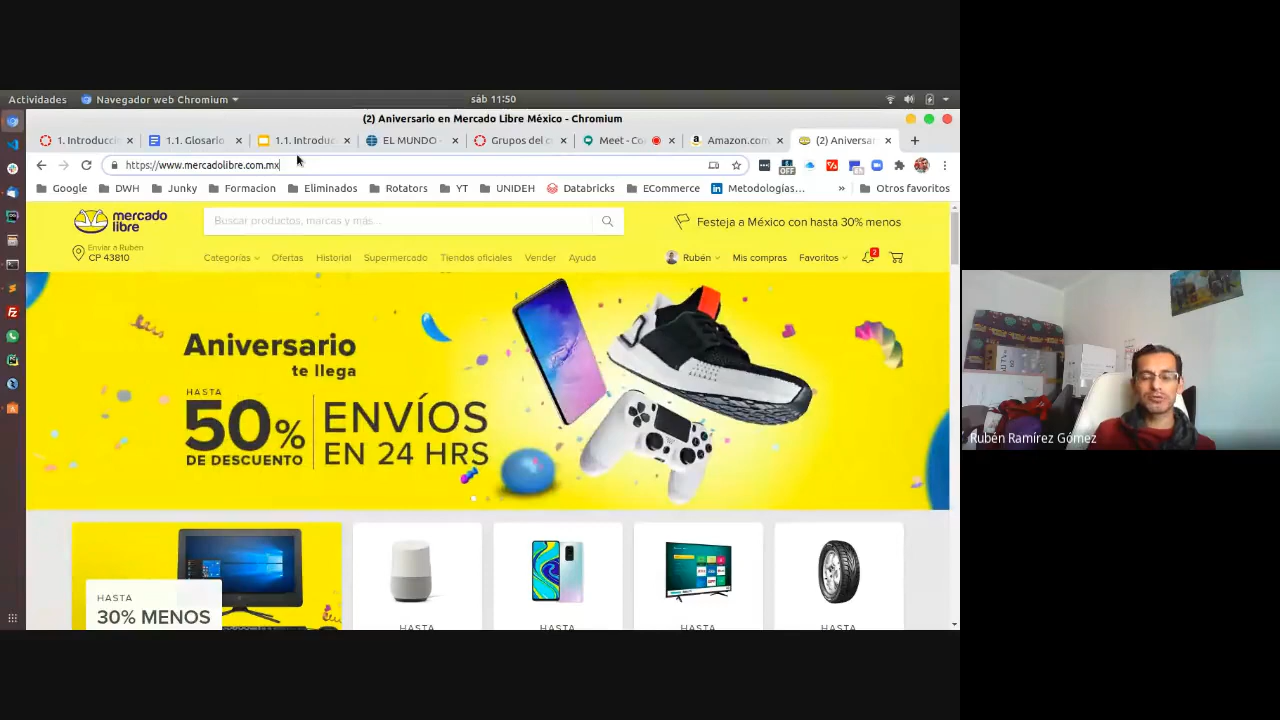 Actividades
Navegador web Chromium
sáb 11:50
(2) Aniversario en Mercado Libre México - Chromium
1. Introducci
1.1. Glosario
1.1. Introduc
EL MUNDO -
Grupos del c
Meet - Co
Amazon.com
(2) Aniversar
https://www.mercadolibre.com.mx
OFF
Google
DWH
Junky
Formacion
Eliminados
Rotators
YT
UNIDEH
Databricks
ECommerce
Metodologías...
»
Otros favoritos
mercado
libre
Buscar productos, marcas y más...
Festeja a México con hasta 30% menos
Enviar a Rubén
CP 43810
Categorías
Ofertas
Historial
Supermercado
Tiendas oficiales
Vender
Ayuda
Rubén
Mis compras
Favoritos
2
Aniversario
te llega
HASTA
50%
DE DESCUENTO
ENVÍOS
EN 24 HRS
HASTA
30% MENOS
HASTA
HASTA
HASTA
HASTA
Rubén Ramírez Gómez